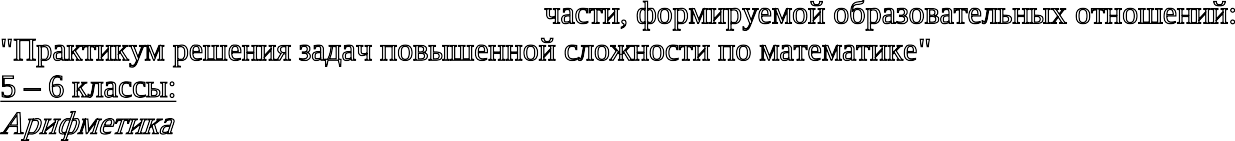 части, формируемой образовательных отношений:
"Практикум решения задач повышенной сложности по математике"
5 – 6 классы:
Арифметика